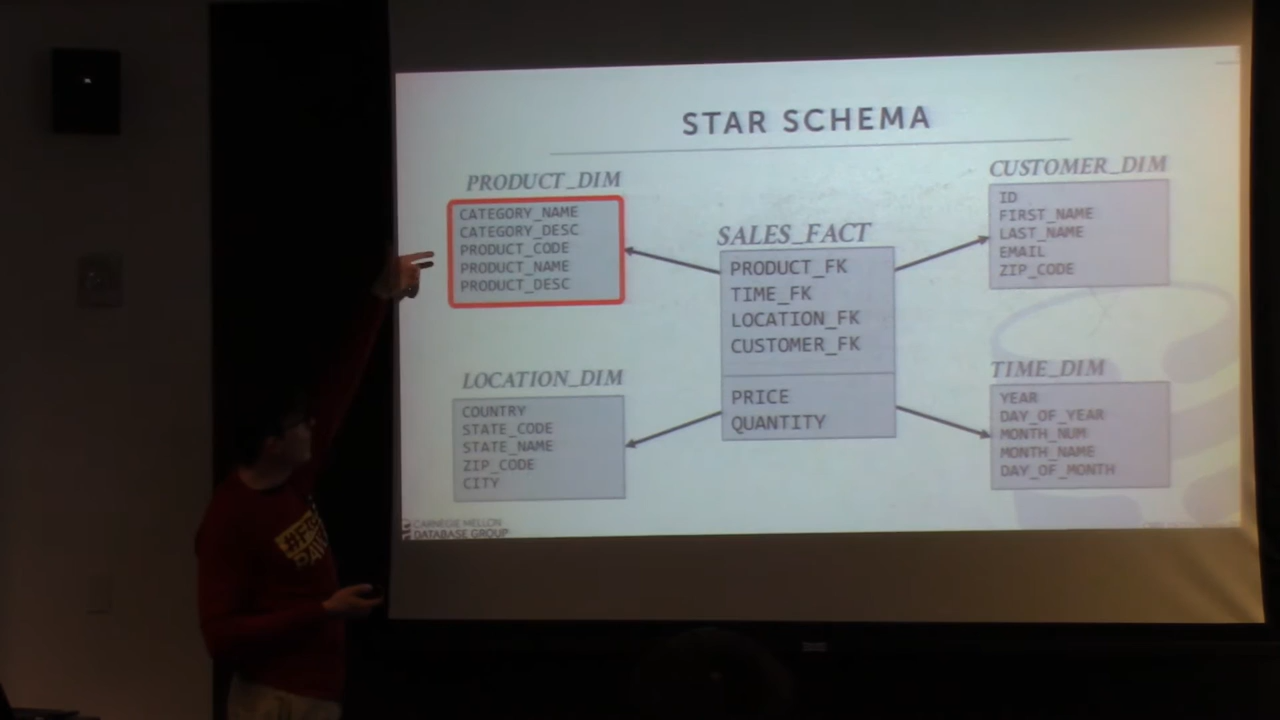 STAR SCHEMA
PRODUCT_DIM
CATEGORY_NAME
CATEGORY_DESC
PRODUCT_CODE
PRODUCT_NAME
PRODUCT_DESC
LOCATION_DIM
COUNTRY
STATE_CODE
STATE_NAME
ZIP_CODE
CITY
SALES_FACT
PRODUCT_FK
TIME_FK
LOCATION_FK
CUSTOMER_FK
PRICE
QUANTITY
CUSTOMER_DIM
ID
FIRST_NAME
LAST_NAME
EMAIL
ZIP_CODE
TIME_DIM
YEAR
DAY_OF_YEAR
MONTH_NUM
MONTH_NAME
DAY_OF_MONTH
CARNEGIE MELLON
DATABASE GROUP